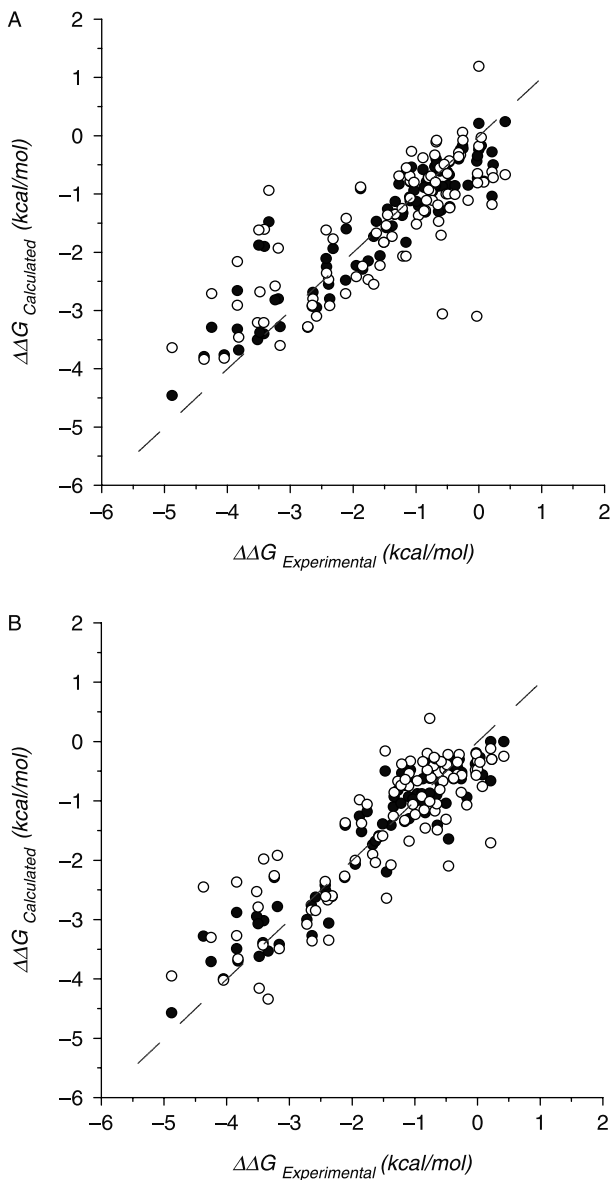 A
2
1
0
−1
−2
−3
−4
−5
−6
ΔΔG Calculated (kcal/mol)
−6 −5 −4 −3 −2 −1 0 1 2
ΔΔG Experimental (kcal/mol)
B
2
1
0
−1
−2
−3
−4
−5
−6
ΔΔG Calculated (kcal/mol)
−6 −5 −4 −3 −2 −1 0 1 2
ΔΔG Experimental (kcal/mol)